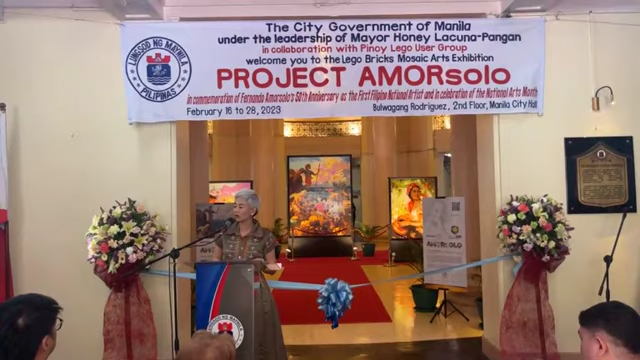 The City Government of Manila
under the leadership of Mayor Honey Lacuna-Pangan
in collaboration with Pinoy Lego User Group
welcome you to the Lego Bricks Mosaic Arts Exhibition
PROJECT AMORsolo
in commemoration of Fernando Amorsolo's 50th Anniversary as the First Filipino National Artist and in celebration of the National Arts Month
February 16 to 28, 2023 Bulwagang Rodriguez, 2nd Floor, Manila City Hall
LUNGSOD NG MAYNILA
PILIPINAS
AMORSOLO